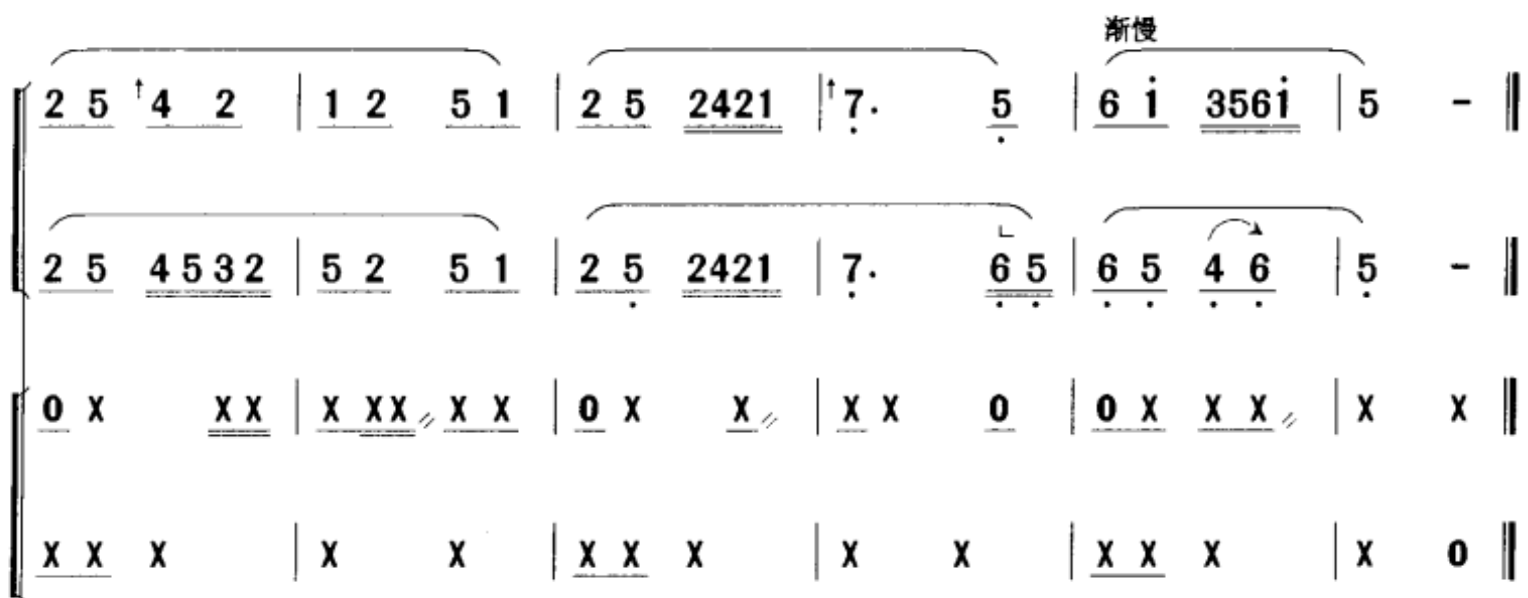 渐慢
2 5 4 2 | 1 2 5 1 | 2 5 2421 | 7. 5 | 6 i 3561 | 5 -
2 5 4532 | 5 2 5 1 | 2 5 2421 | 7. 6 5 | 6 5 4 6 | 5 -
0 X XX | X XX X X | 0 X X | X X 0 | 0 X X X | X X
X X X | X X | X X X | X X | X X X | X 0